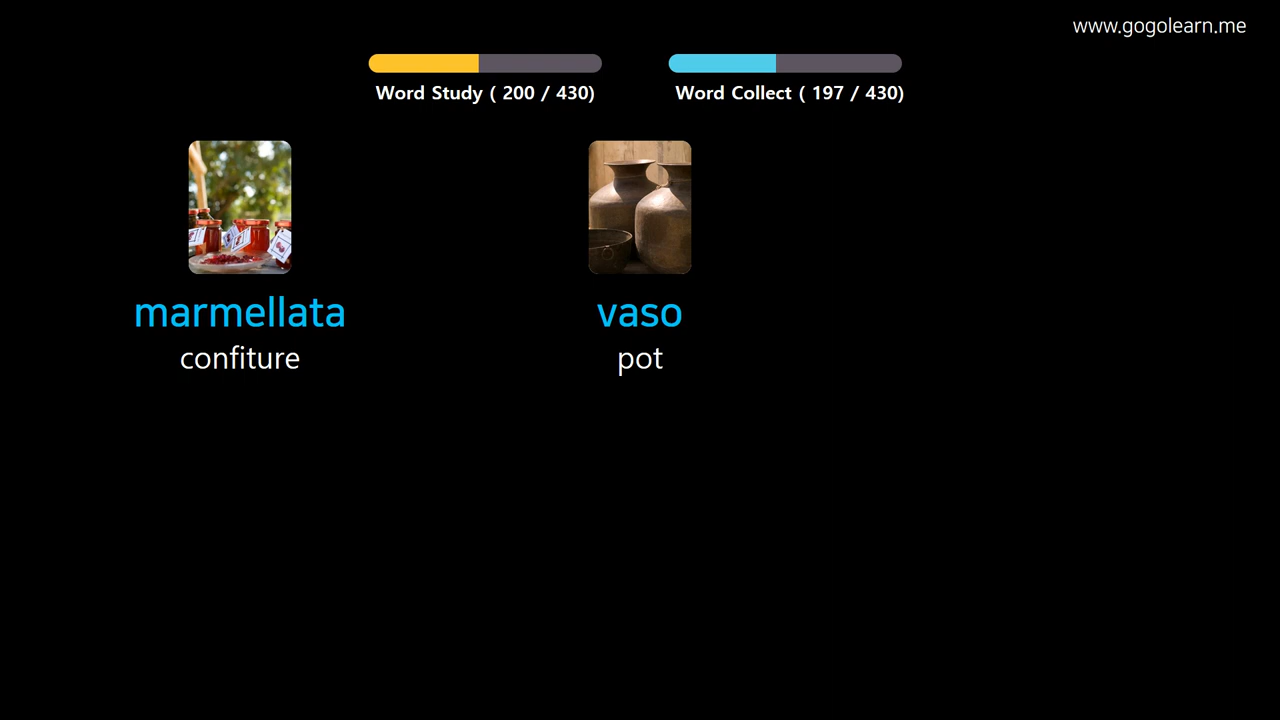 www.gogolearn.me
Word Study ( 200 / 430)
Word Collect ( 197 / 430)
marmellata
vaso
confiture
pot